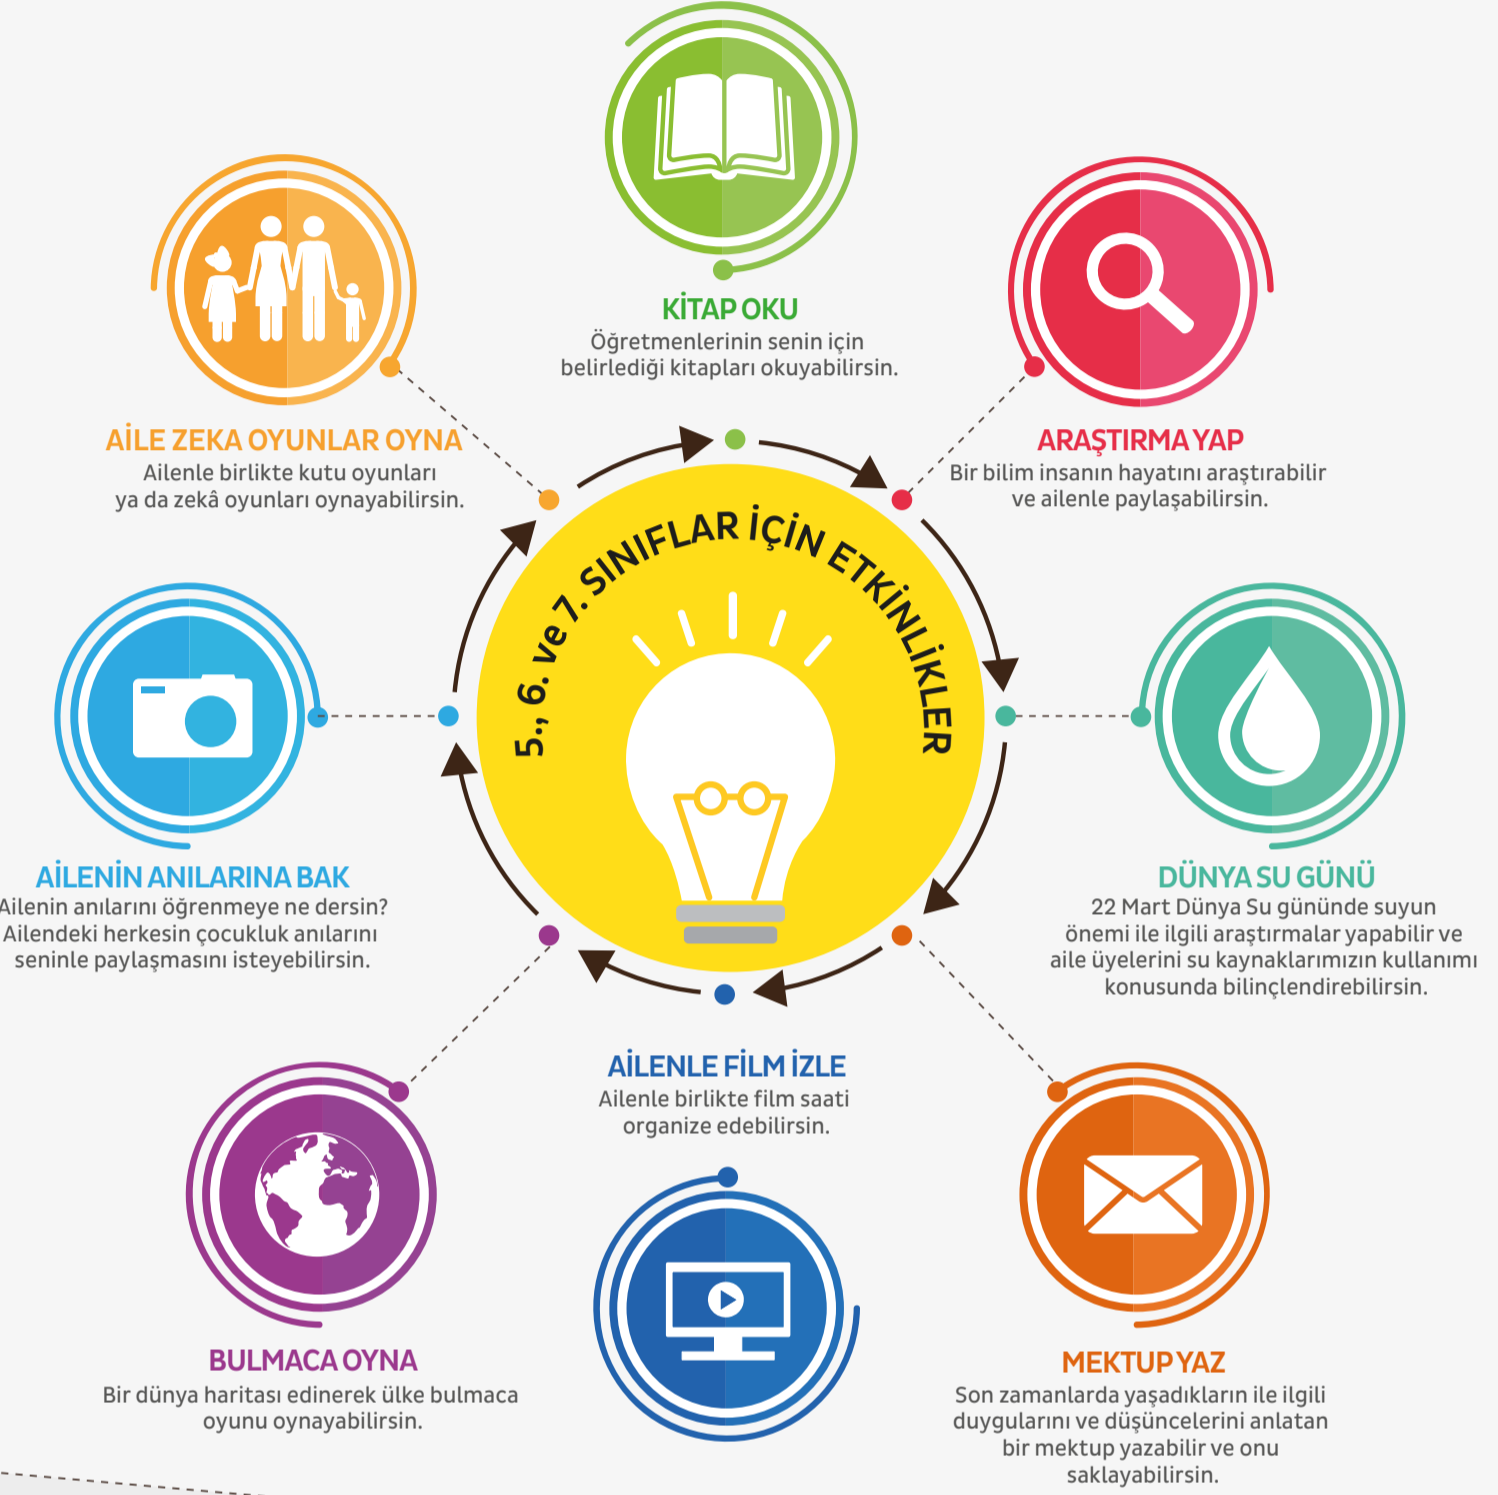 KİTAP OKU
Öğretmenlerinin senin için
belirlediği kitapları okuyabilirsin.
AİLE ZEKA OYUNLAR OYNA
Ailenle birlikte kutu oyunları
ya da zekâ oyunları oynayabilirsin.
ARAŞTIRMA YAP
Bir bilim insanın hayatını araştırabilir
ve ailenle paylaşabilirsin.
5., 6. ve 7. SINIFLAR İÇİN ETKİNLİKLER
AİLENİN ANILARINA BAK
Ailenin anılarını öğrenmeye ne dersin?
Ailendeki herkesin çocukluk anılarını
seninle paylaşmasını isteyebilirsin.
DÜNYA SU GÜNÜ
22 Mart Dünya Su gününde suyun
önemi ile ilgili araştırmalar yapabilir ve
aile üyelerini su kaynaklarımızın kullanımı
konusunda bilinçlendirebilirsin.
AİLENLE FİLM İZLE
Ailenle birlikte film saati
organize edebilirsin.
BULMACA OYNA
Bir dünya haritası edinerek ülke bulmaca
oyunu oynayabilirsin.
MEKTUP YAZ
Son zamanlarda yaşadıkların ile ilgili
duygularını ve düşüncelerini anlatan
bir mektup yazabilir ve onu
saklayabilirsin.